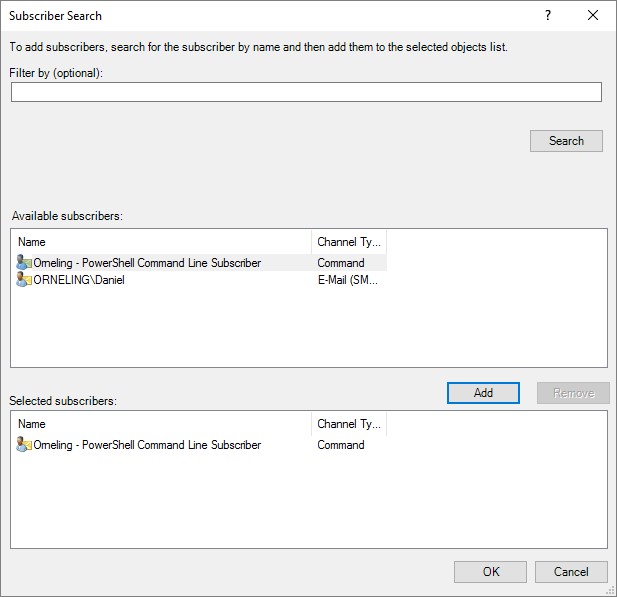 Subscriber Search
?
To add subscribers, search for the subscriber by name and then add them to the selected objects list.
Filter by (optional):
Search
Available subscribers:
Name Channel Ty...
Orneling - PowerShell Command Line Subscriber Command
ORNELING\Daniel E-Mail (SM...
Add Remove
Selected subscribers:
Name Channel Ty...
Orneling - PowerShell Command Line Subscriber Command
OK Cancel